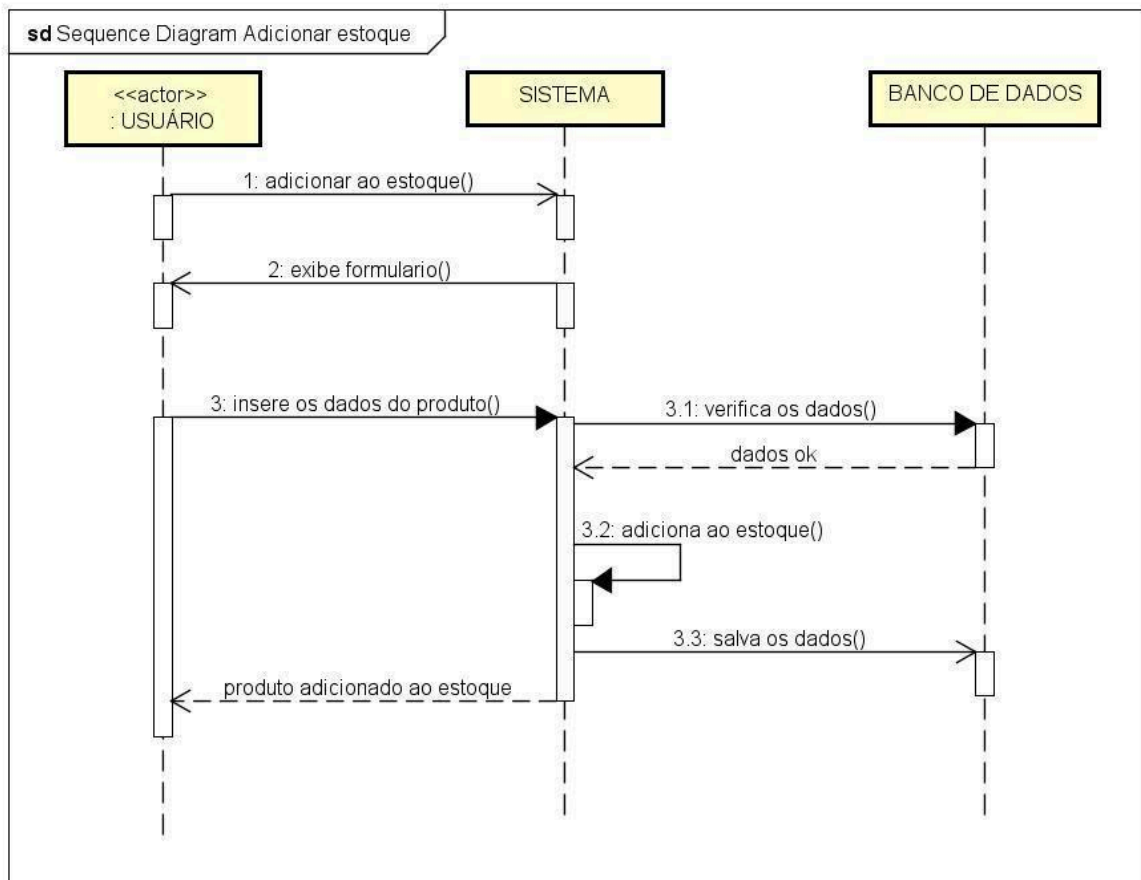 sd Sequence Diagram Adicionar estoque
<<actor>>
: USUÁRIO
SISTEMA
BANCO DE DADOS
1: adicionar ao estoque()
2: exibe formulario()
3: insere os dados do produto()
3.1: verifica os dados()
dados ok
3.2: adiciona ao estoque()
3.3: salva os dados()
produto adicionado ao estoque